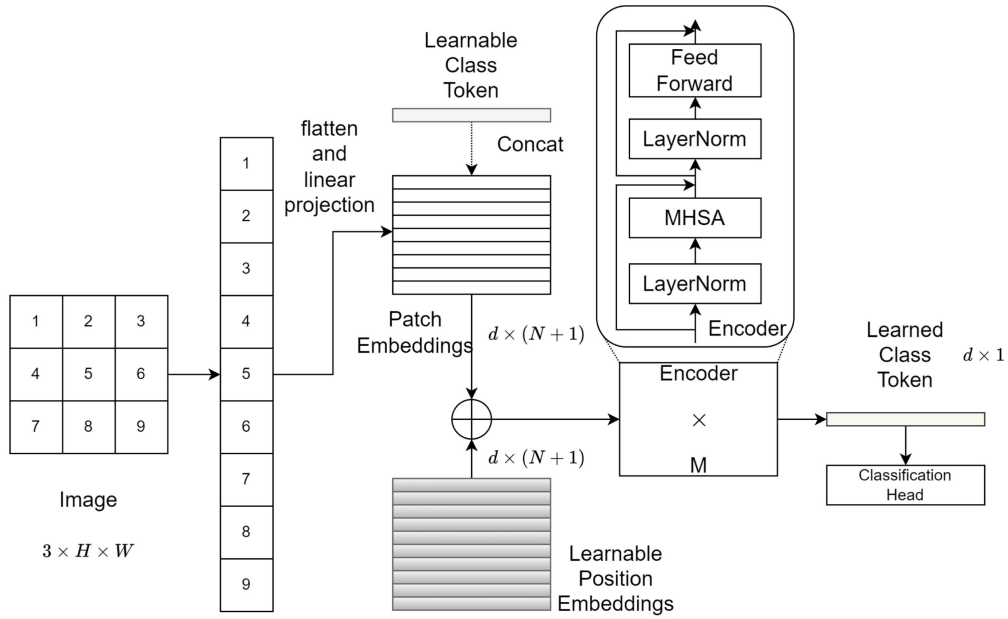 1 2 3
4 5 6
7 8 9
Image
3 × H × W
1
2
3
4
5
6
7
8
9
flatten
and
linear
projection
Learnable
Class
Token
Concat
Patch
Embeddings
d × (N + 1)
d × (N + 1)
Learnable
Position
Embeddings
Feed
Forward
LayerNorm
MHSA
LayerNorm
Encoder
Encoder
×
M
Learned
Class
Token
d × 1
Classification
Head